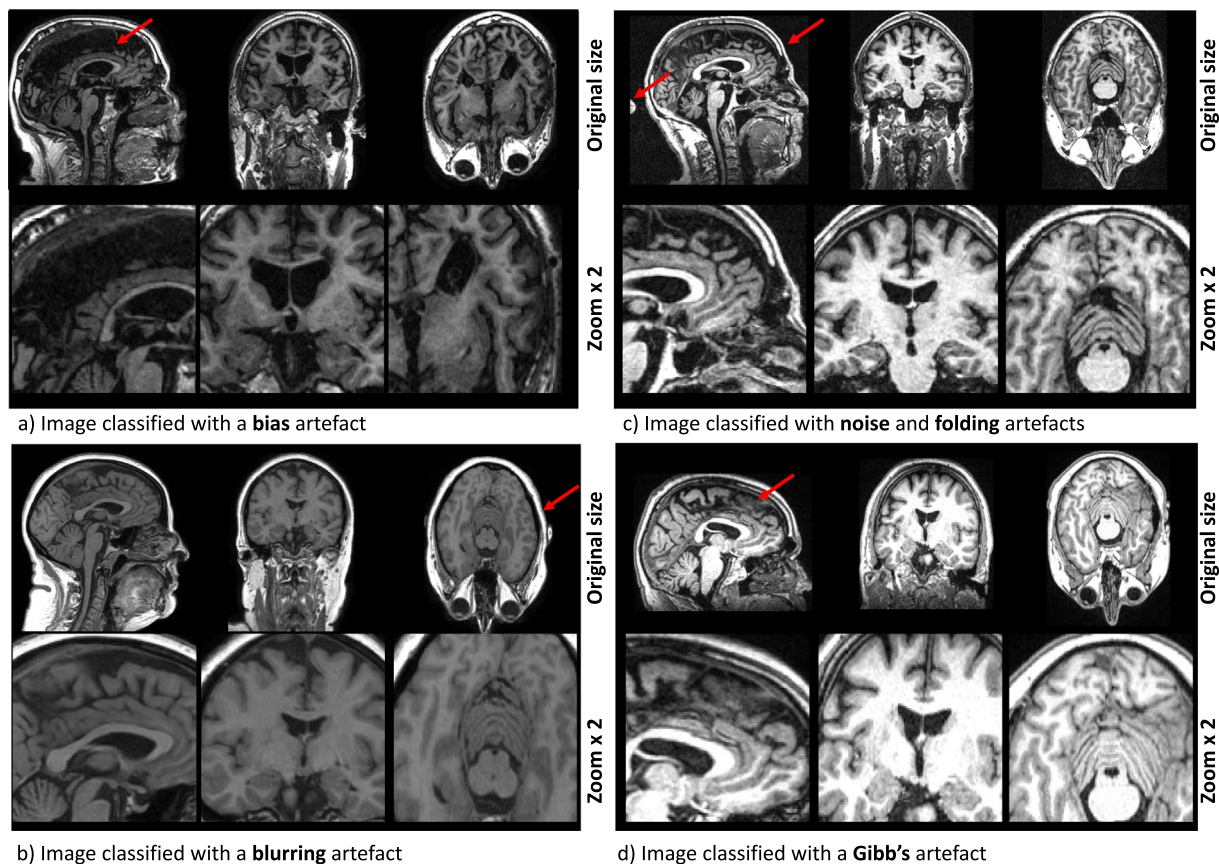 Original size
Zoom x 2
a) Image classified with a bias artefact
Original size
Zoom x 2
c) Image classified with noise and folding artefacts
Original size
Zoom x 2
b) Image classified with a blurring artefact
Original size
Zoom x 2
d) Image classified with a Gibb's artefact